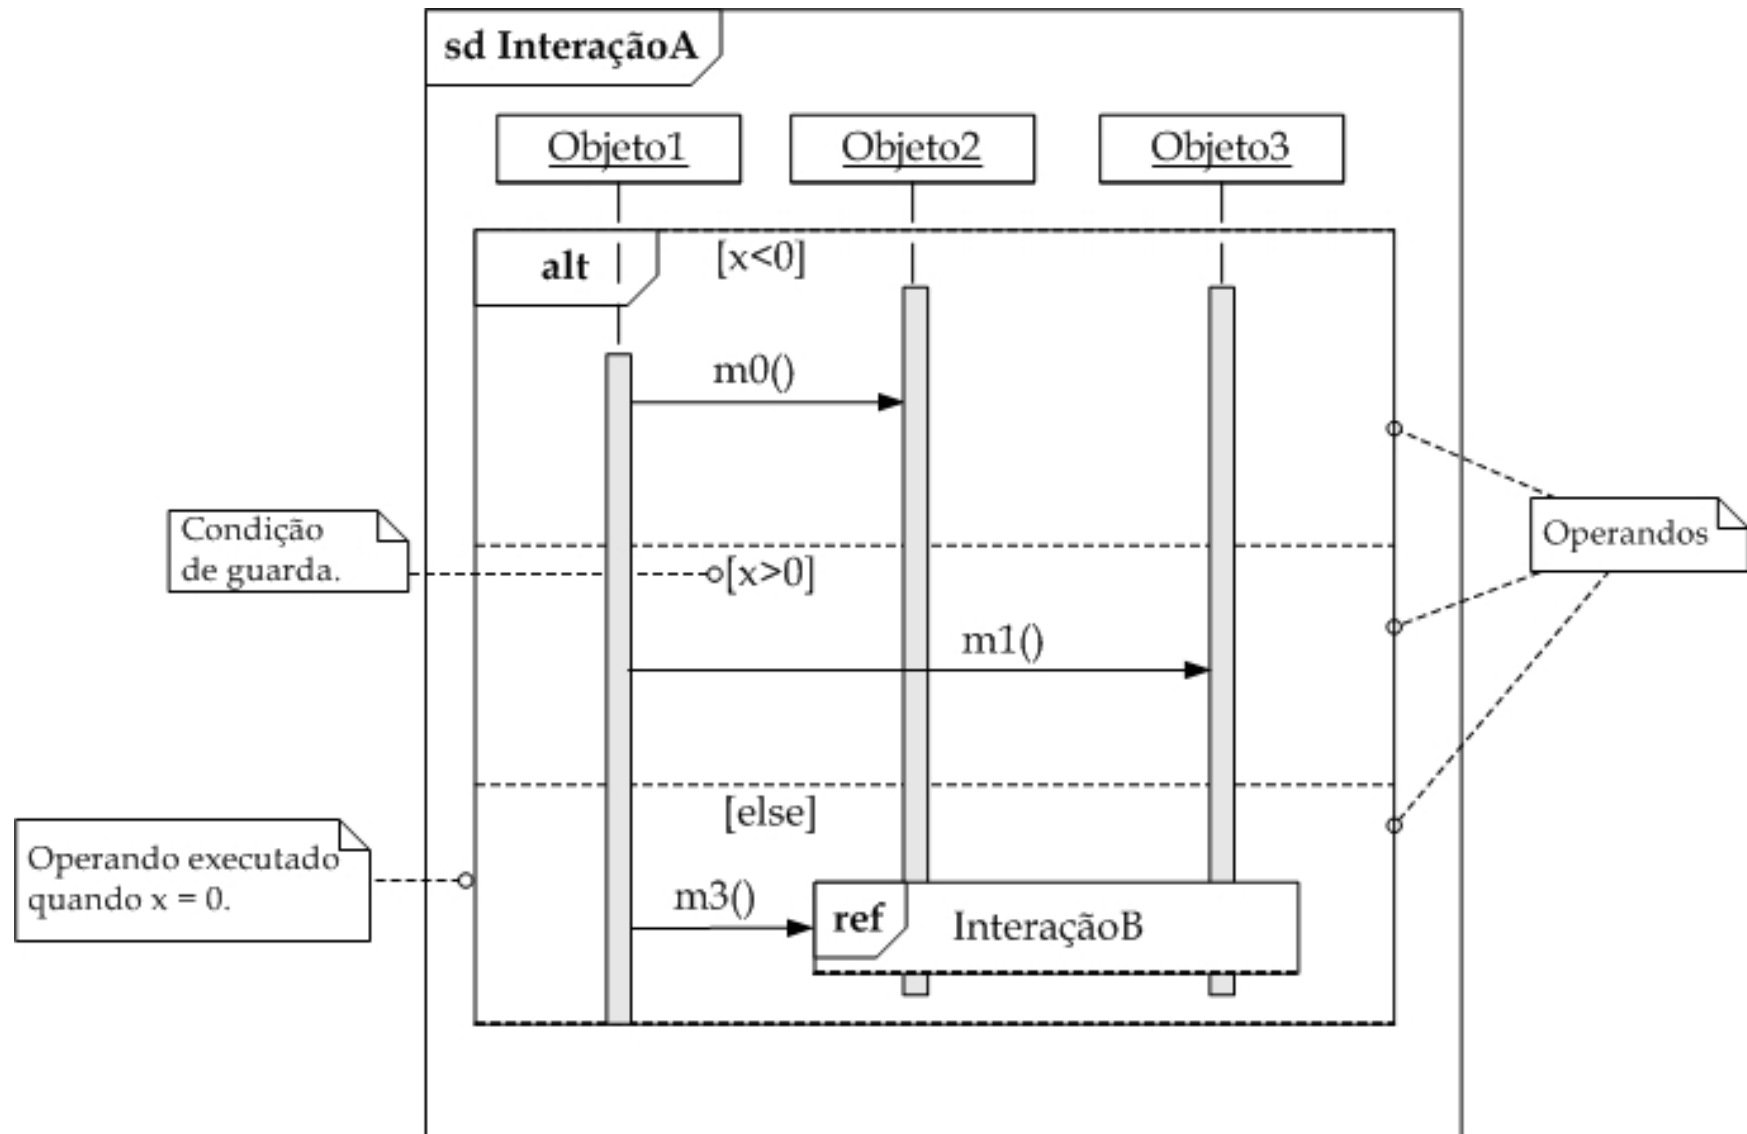 sd InteraçãoA
Objeto1
Objeto2
Objeto3
alt
[x<0]
m0()
Condição
de guarda.
[x>0]
Operandos
m1()
[else]
Operando executado
quando x = 0.
m3()
ref
InteraçãoB